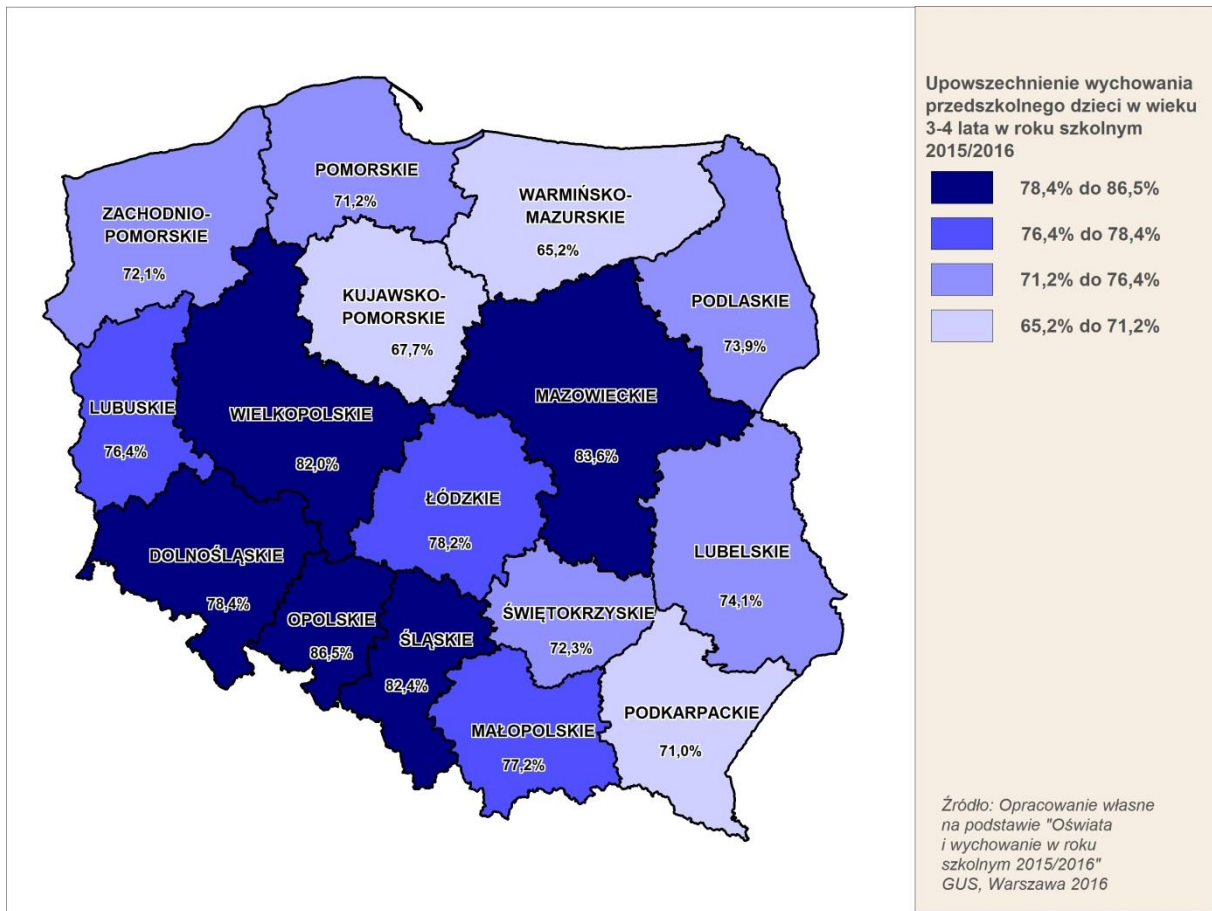 POMORSKIE
71,2%
ZACHODNIO-
POMORSKIE
72,1%
WARMIŃSKO-
MAZURSKIE
65,2%
KUJAWSKO-
POMORSKIE
67,7%
PODLASKIE
73,9%
LUBUSKIE
76,4%
WIELKOPOLSKIE
82,0%
MAZOWIECKIE
83,6%
ŁÓDZKIE
78,2%
DOLNOŚLĄSKIE
78,4%
LUBELSKIE
74,1%
OPOLSKIE
86,5%
ŚLĄSKIE
82,4%
ŚWIĘTOKRZYSKIE
72,3%
MAŁOPOLSKIE
77,2%
PODKARPACKIE
71,0%
Upowszechnienie wychowania
przedszkolnego dzieci w wieku
3-4 lata w roku szkolnym
2015/2016
78,4% do 86,5%
76,4% do 78,4%
71,2% do 76,4%
65,2% do 71,2%
Źródło: Opracowanie własne
na podstawie "Oświata
i wychowanie w roku
szkolnym 2015/2016"
GUS, Warszawa 2016